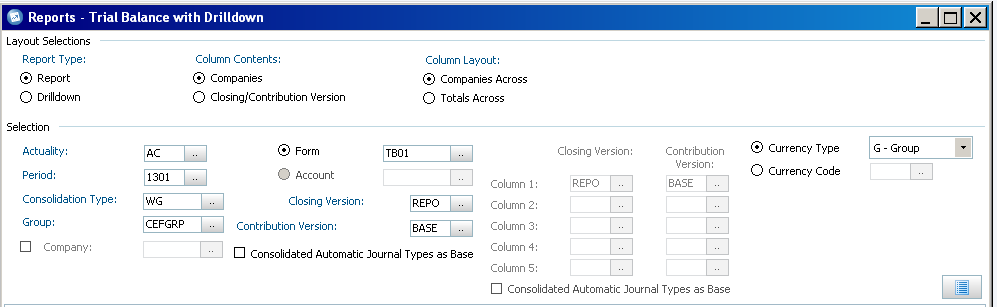 Reports - Trial Balance with Drilldown
Layout Selections
Report Type: Column Contents: Column Layout:
Report Companies Companies Across
Drilldown Closing/Contribution Version Totals Across
Selection
Actuality: AC .. Form TB01 .. Closing Version: Contribution Version: Currency Type G - Group
Period: 1301 .. Account .. Currency Code ..
Column 1: REPO .. BASE ..
Consolidation Type: WG .. Closing Version: REPO .. Column 2: .. ..
Group: CEFGRP .. Contribution Version: BASE .. Column 3: .. ..
Company: .. Consolidated Automatic Journal Types as Base Column 4: .. ..
Column 5: .. ..
Consolidated Automatic Journal Types as Base